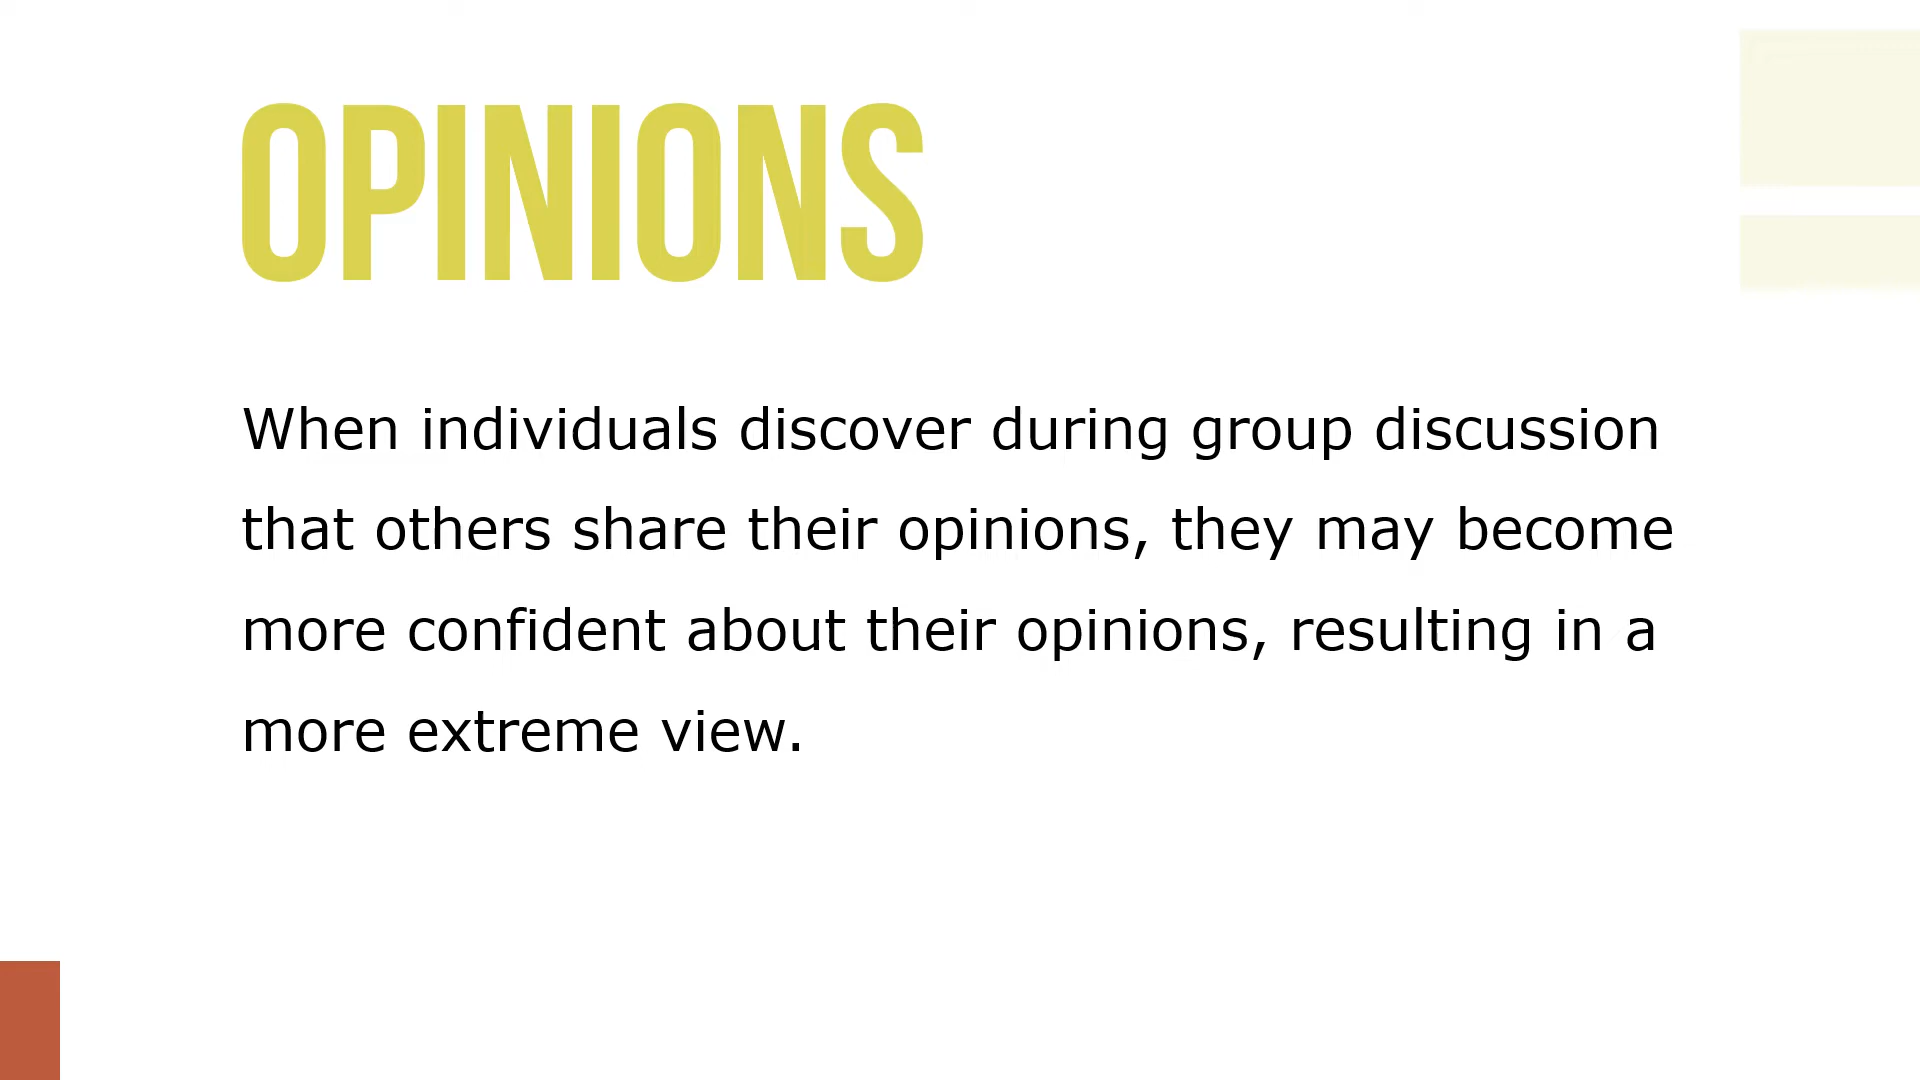 OPINIONS
When individuals discover during group discussion
that others share their opinions, they may become
more confident about their opinions, resulting in a
more extreme view.